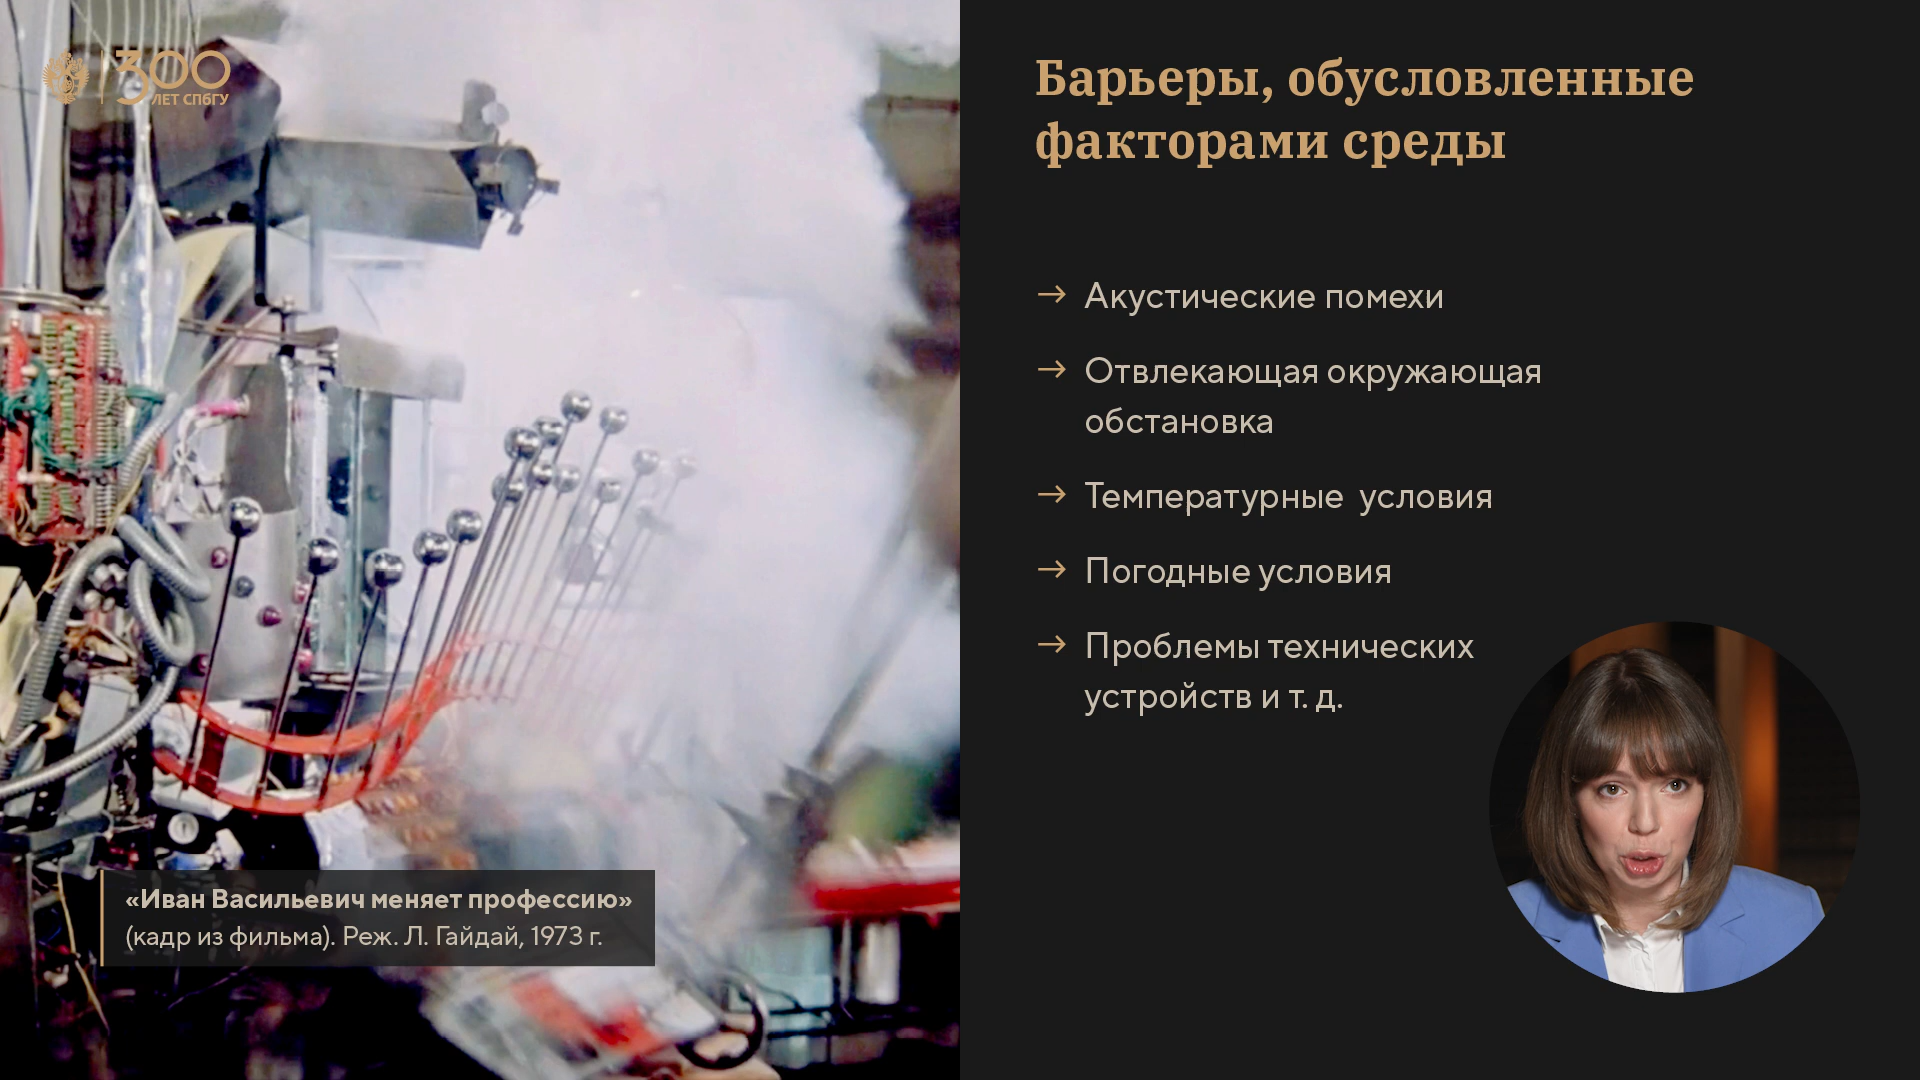 300
ЛЕТ СПбГУ
Барьеры, обусловленные
факторами среды
→ Акустические помехи
→ Отвлекающая окружающая
обстановка
→ Температурные условия
→ Погодные условия
→ Проблемы технических
устройств и т. д.
«Иван Васильевич меняет профессию»
(кадр из фильма). Реж. Л. Гайдай, 1973 г.